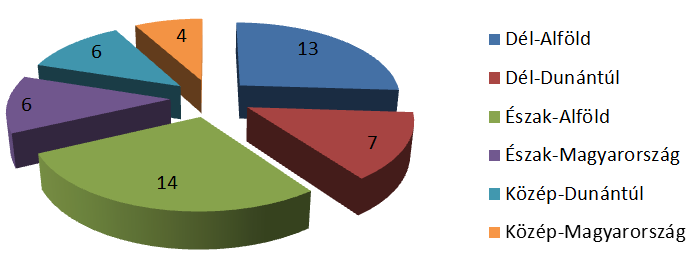 13
7
14
6
6
4
Dél-Alföld
Dél-Dunántúl
Észak-Alföld
Észak-Magyarország
Közép-Dunántúl
Közép-Magyarország